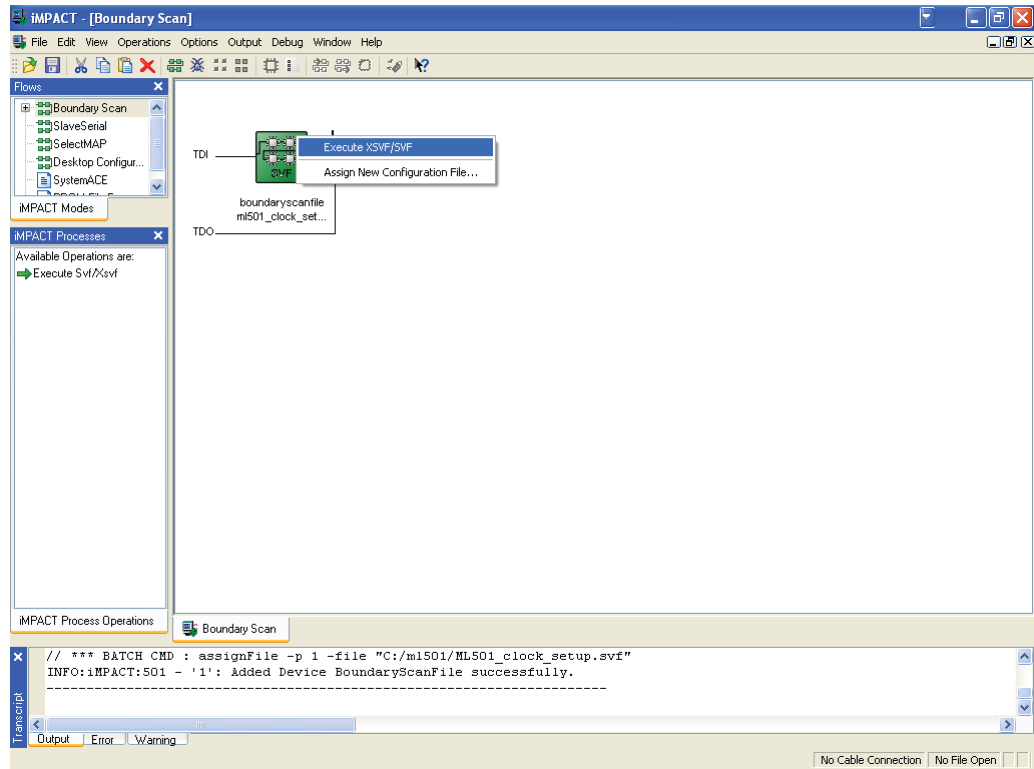 iMPACT - [Boundary Scan]
File Edit View Operations Options Output Debug Window Help
Flows
Boundary Scan
SlaveSerial
SelectMAP
Desktop Configur...
SystemACE
iMPACT Modes
iMPACT Processes
Available Operations are:
Execute Svf/Xsvf
iMPACT Process Operations
TDI
SVF
Execute XSVF/SVF
Assign New Configuration File...
boundaryscanfile
ml501_clock_set...
TDO
Boundary Scan
Transcript
// *** BATCH CMD : assignFile -p 1 -file "C:/ml501/ML501_clock_setup.svf"
INFO:iMPACT:501 - '1': Added Device BoundaryScanFile successfully.
----------------------------------------------------------------------
Output Error Warning
No Cable Connection No File Open